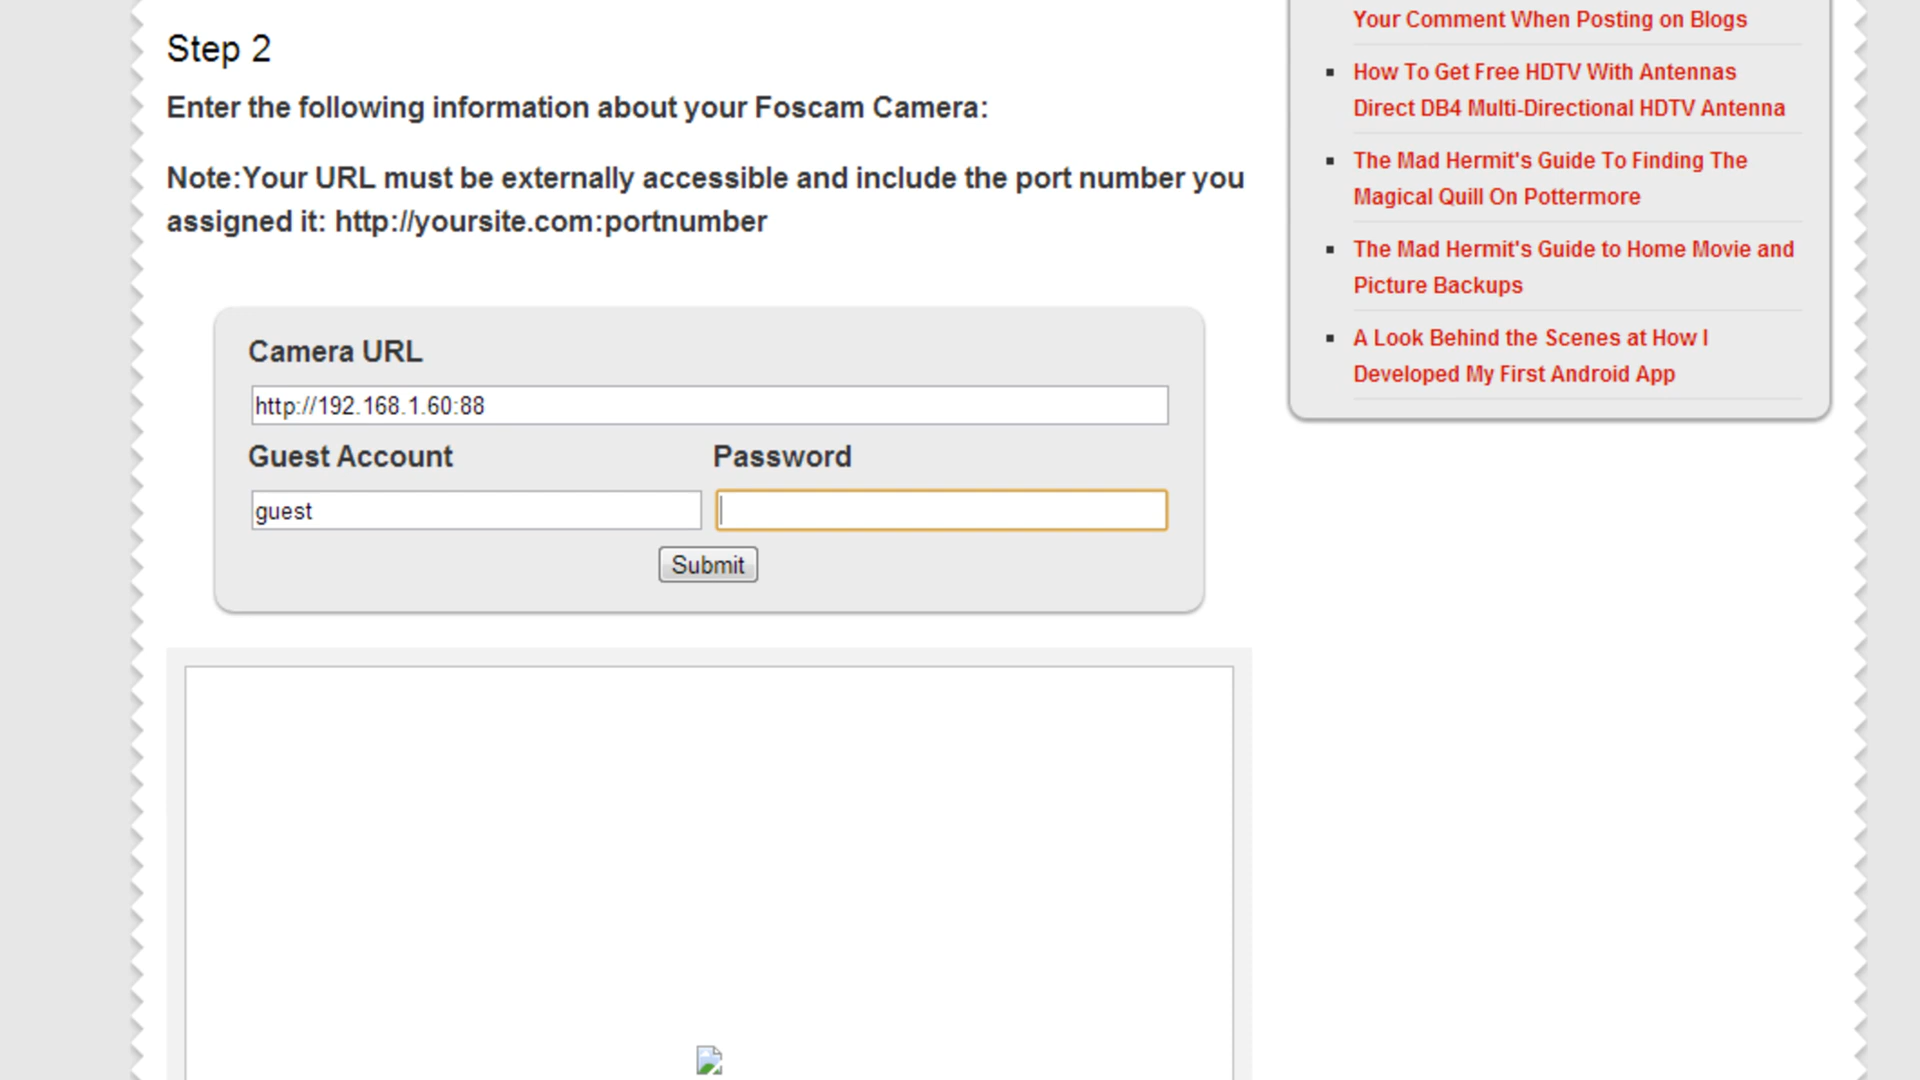 Step 2
Enter the following information about your Foscam Camera:
Note:Your URL must be externally accessible and include the port number you
assigned it: http://yoursite.com:portnumber
Camera URL
http://192.168.1.60:88
Guest Account
Password
guest
Submit
Your Comment When Posting on Blogs
How To Get Free HDTV With Antennas
Direct DB4 Multi-Directional HDTV Antenna
The Mad Hermit's Guide To Finding The
Magical Quill On Pottermore
The Mad Hermit's Guide to Home Movie and
Picture Backups
A Look Behind the Scenes at How I
Developed My First Android App